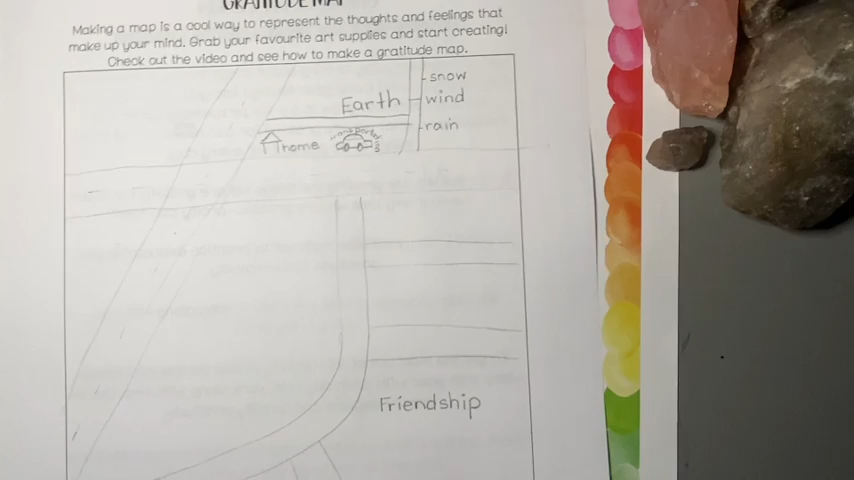 GRATITUDE MAP
Making a map is a cool way to represent the thoughts and feelings that
make up your mind. Grab your favourite art supplies and start creating!
Check out the video and see how to make a gratitude map.
snow
Earth
wind
rain
home
Friendship